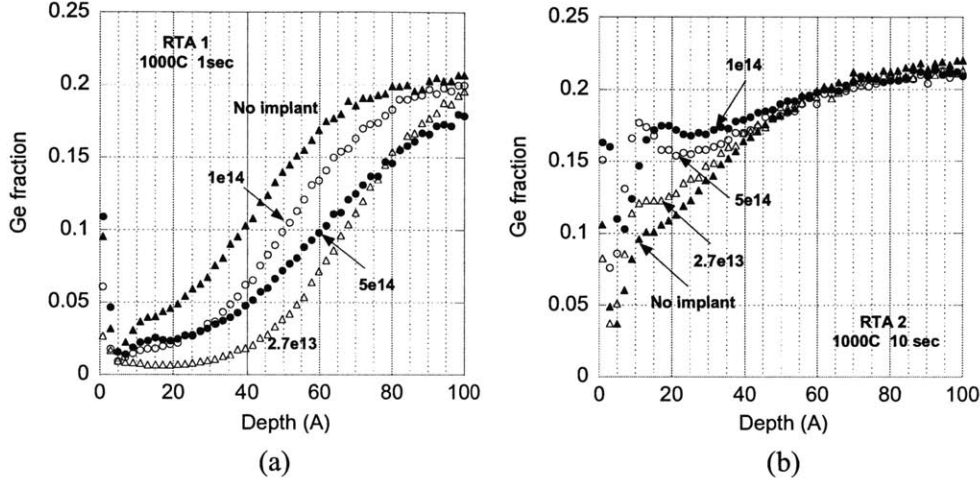 0.25
0.2
0.15
0.1
0.05
0
Ge fraction
RTA 1
1000C 1sec
No implant
1e14
5e14
2.7e13
0 20 40 60 80 100
Depth (A)
(a)
0.25
0.2
0.15
0.1
0.05
0
Ge fraction
1e14
5e14
2.7e13
No implant
RTA 2
1000C 10 sec
0 20 40 60 80 100
Depth (A)
(b)